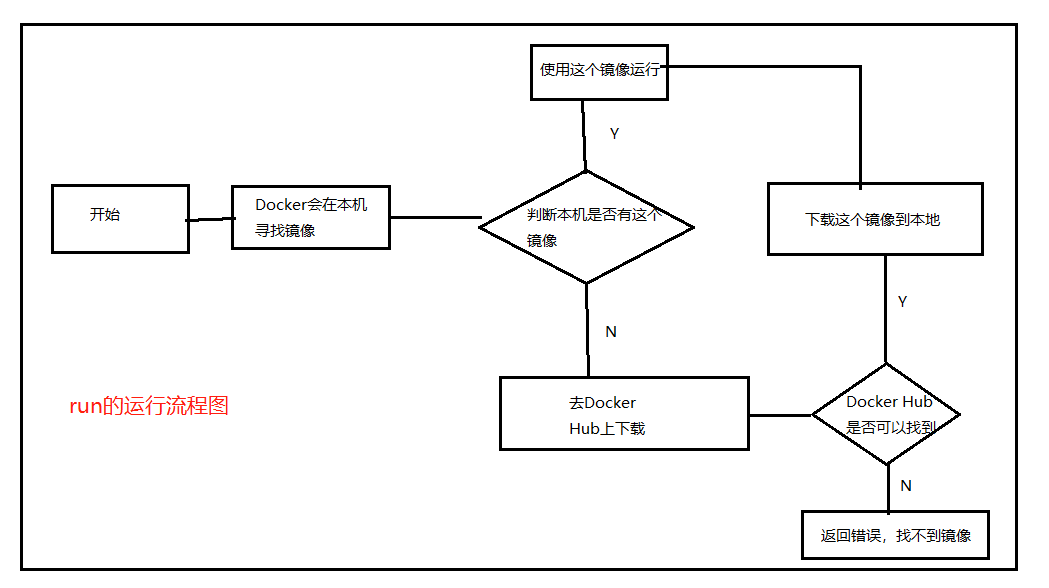 使用这个镜像运行
Y
开始
Docker会在本机
寻找镜像
判断本机是否有这个
镜像
下载这个镜像到本地
Y
N
run的运行流程图
去Docker
Hub上下载
Docker Hub
是否可以找到
N
返回错误，找不到镜像